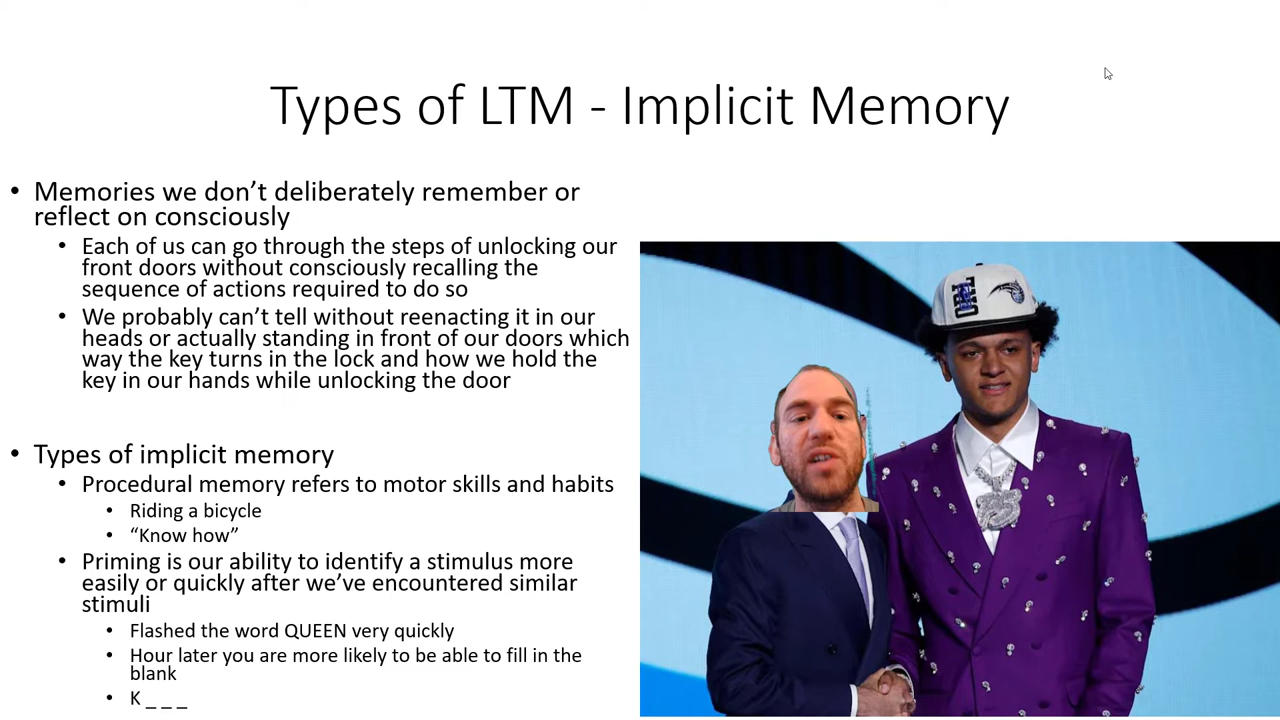 Types of LTM - Implicit Memory
• Memories we don’t deliberately remember or
reflect on consciously
• Each of us can go through the steps of unlocking our
front doors without consciously recalling the
sequence of actions required to do so
• We probably can’t tell without reenacting it in our
heads or actually standing in front of our doors which
way the key turns in the lock and how we hold the
key in our hands while unlocking the door
• Types of implicit memory
• Procedural memory refers to motor skills and habits
• Riding a bicycle
• “Know how”
• Priming is our ability to identify a stimulus more
easily or quickly after we’ve encountered similar
stimuli
• Flashed the word QUEEN very quickly
• Hour later you are more likely to be able to fill in the
blank
• K _ _ _